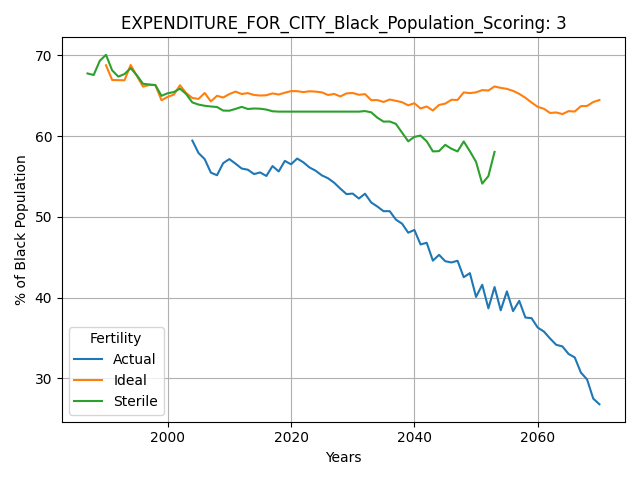 EXPENDITURE_FOR_CITY_Black_Population_Scoring: 3
% of Black Population
70
60
50
40
30
Fertility
Actual
Ideal
Sterile
2000 2020 2040 2060
Years